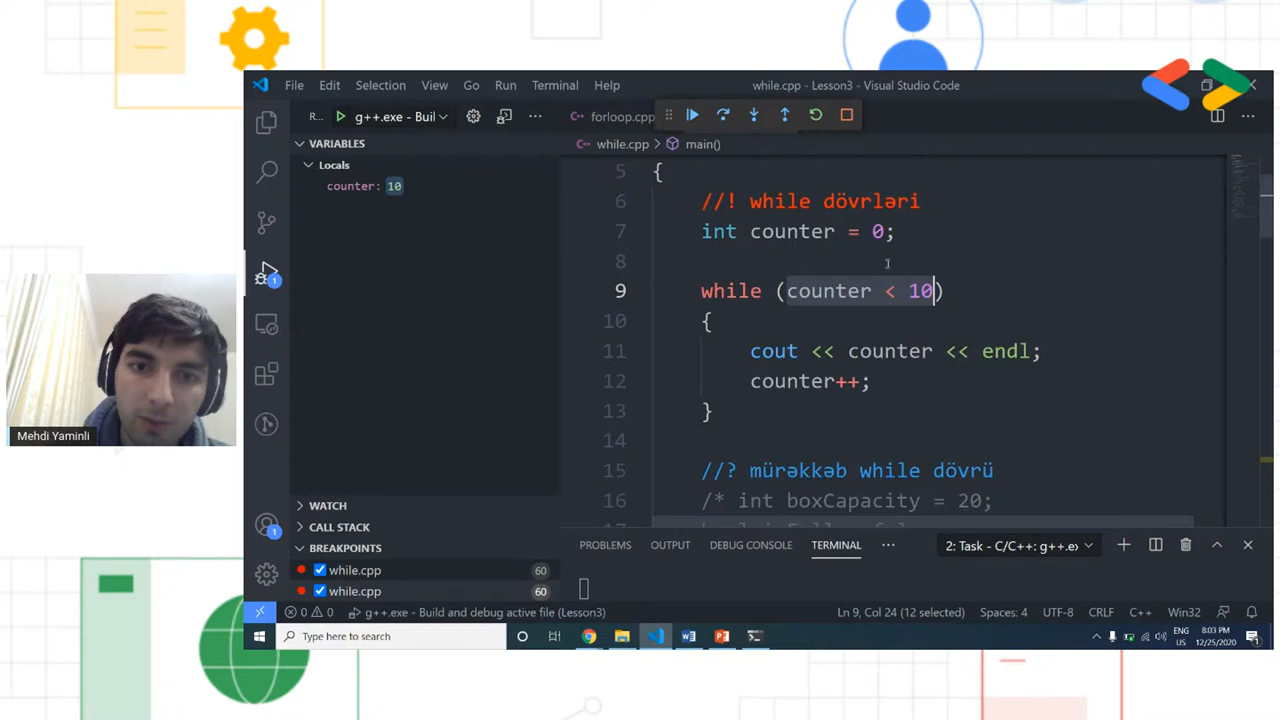 File Edit Selection View Go Run Terminal Help
while.cpp - Lesson3 - Visual Studio Code
R... g++.exe - Buil
forloop.cpp
VARIABLES
Locals
counter: 10
while.cpp > main()
5 {
6 //! while dövrləri
7 int counter = 0;
8
9 while (counter < 10)
10 {
11 cout << counter << endl;
12 counter++;
13 }
14
15 //? mürəkkəb while dövrü
16 /* int boxCapacity = 20;
Mehdi Yaminli
WATCH
CALL STACK
BREAKPOINTS
while.cpp 60
while.cpp 60
1
1
PROBLEMS OUTPUT DEBUG CONSOLE TERMINAL ...
2: Task - C/C++: g++.ex
0 0 g++.exe - Build and debug active file (Lesson3)
Ln 9, Col 24 (12 selected) Spaces: 4 UTF-8 CRLF C++ Win32
Type here to search
ENG
US
8:03 PM
12/25/2020